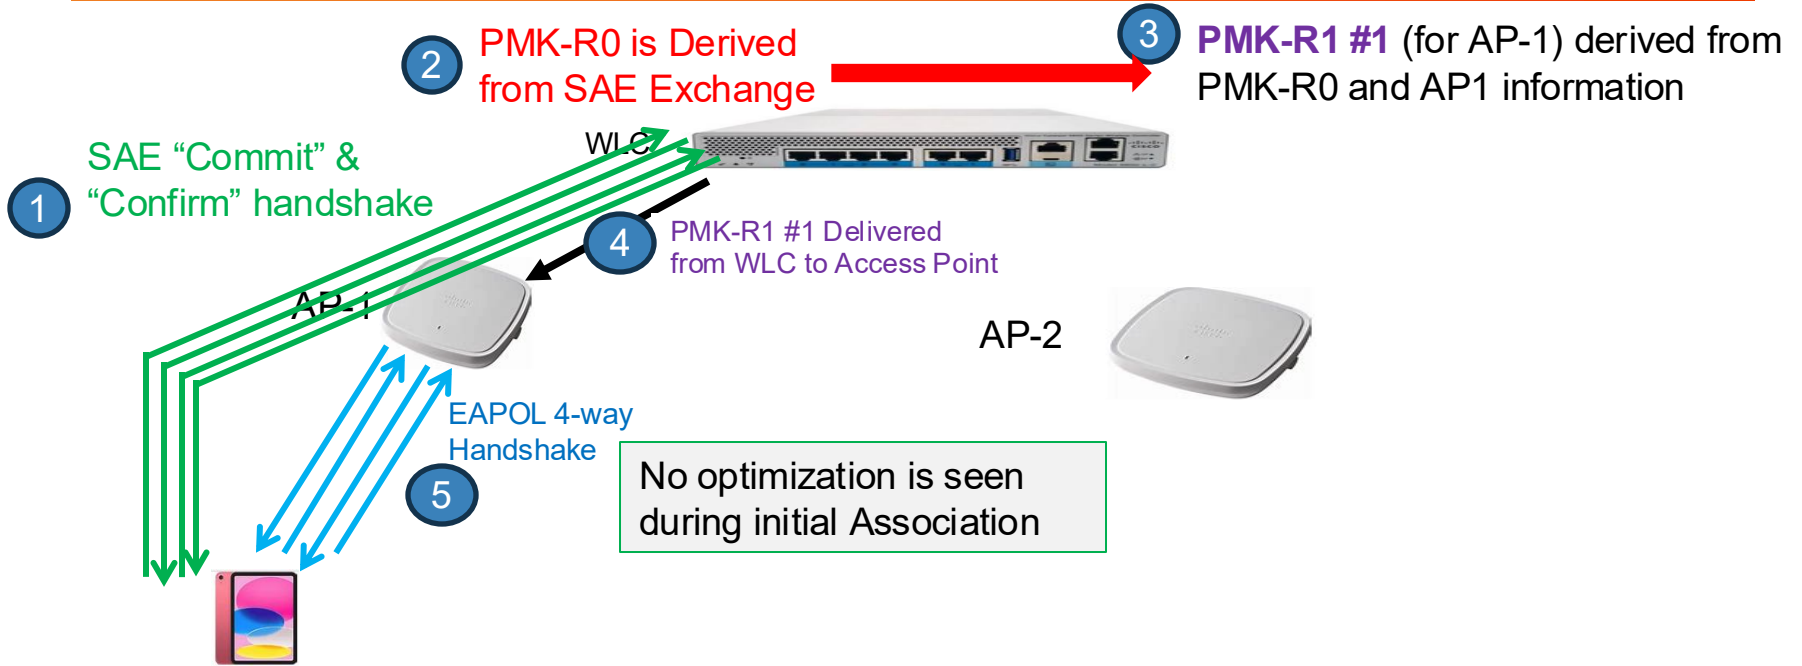 2
PMK-R0 is Derived
from SAE Exchange
3
PMK-R1 #1 (for AP-1) derived from
PMK-R0 and AP1 information
WLC
1
SAE “Commit” &
“Confirm” handshake
4
PMK-R1 #1 Delivered
from WLC to Access Point
AP-1
AP-2
EAPOL 4-way
Handshake
5
No optimization is seen
during initial Association